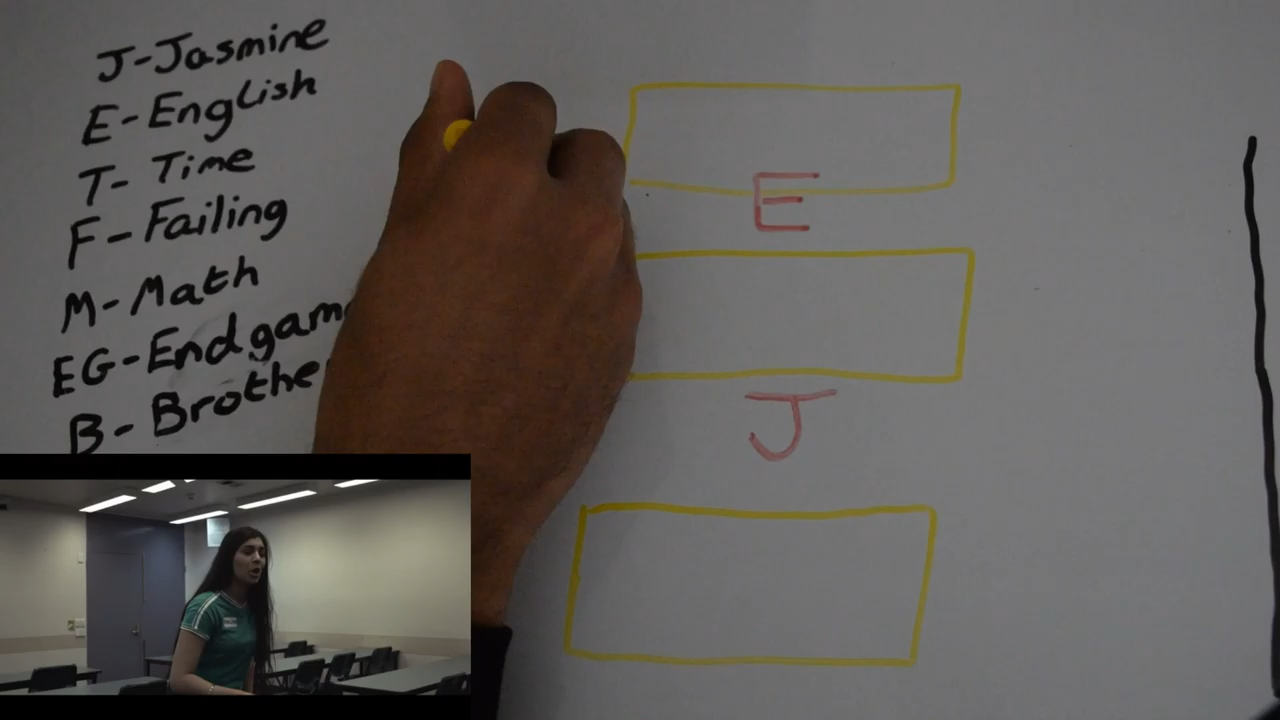 J-Jasmine
E-English
T-Time
F-Failing
M-Math
EG-Endgam
B-Brothe
E
J